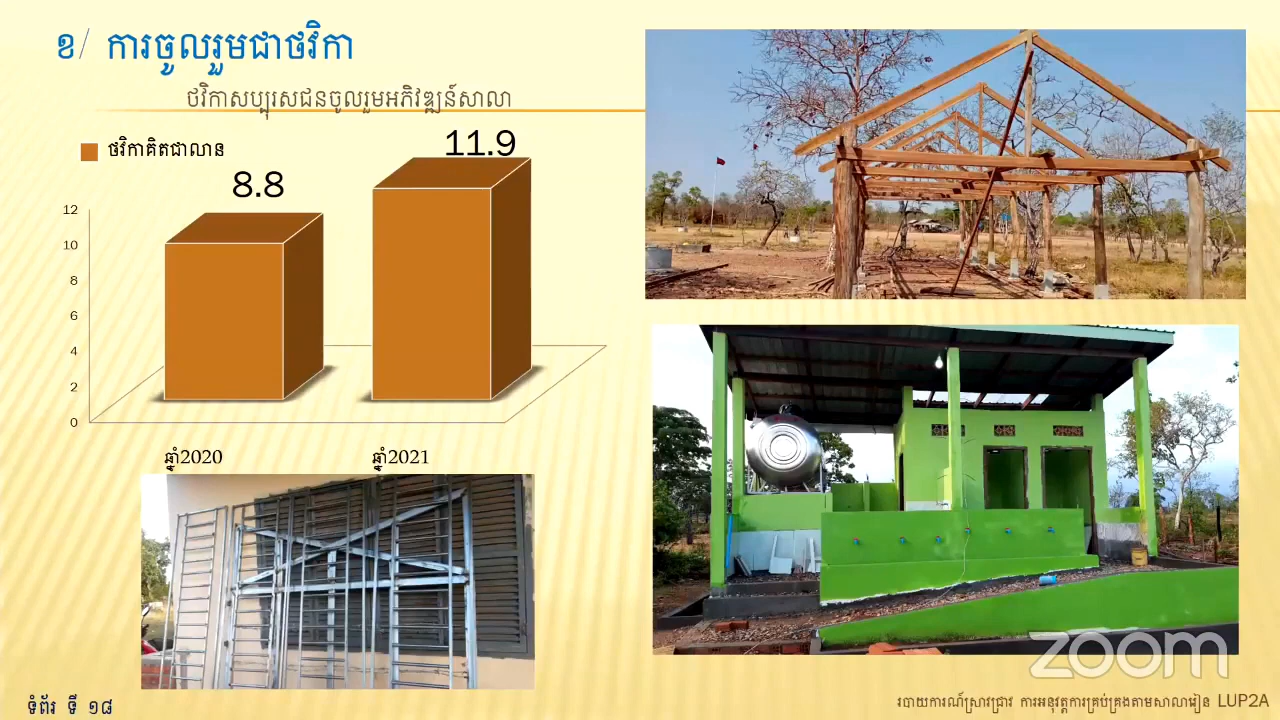 ខ/ ការចូលរួមជាថវិកា
ថវិកាសប្បុរសជនចូលរួមអភិវឌ្ឍន៍សាលា
ថវិកាគិតជាលាន
8.8
11.9
12
10
8
6
4
2
0
ឆ្នាំ2020
ឆ្នាំ2021
zoom
ទំព័រ ទី ១៨
របាយការណ៍ស្រាវជ្រាវ ការអនុវត្តការគ្រប់គ្រងតាមសាលារៀន LUP2A